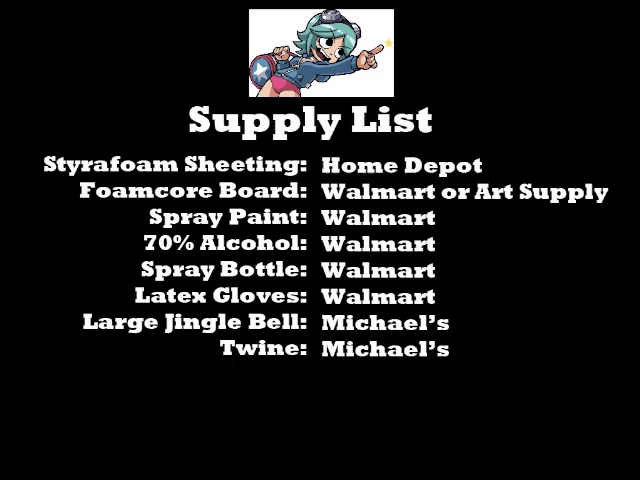 Supply List
Styrafoam Sheeting: Home Depot
Foamcore Board: Walmart or Art Supply
Spray Paint: Walmart
70% Alcohol: Walmart
Spray Bottle: Walmart
Latex Gloves: Walmart
Large Jingle Bell: Michael's
Twine: Michael's